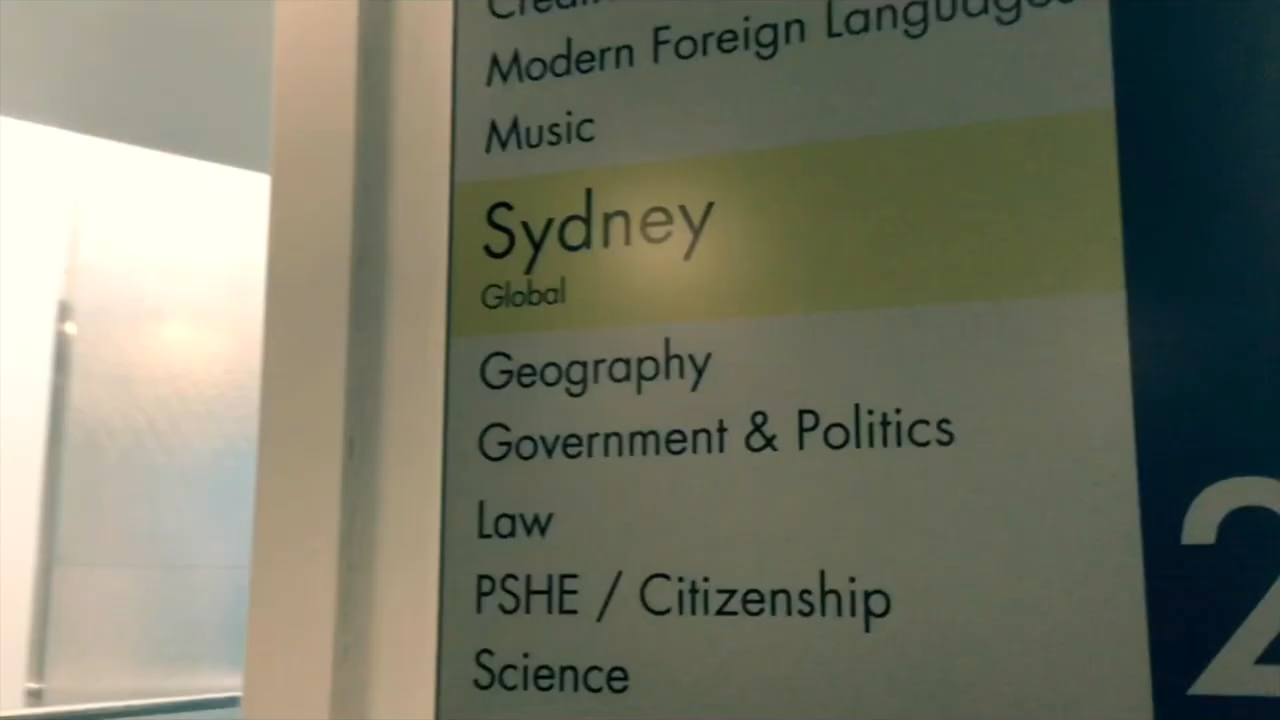 Modern Foreign Languages
Music
Sydney
Global
Geography
Government & Politics
Law
PSHE / Citizenship
Science
2